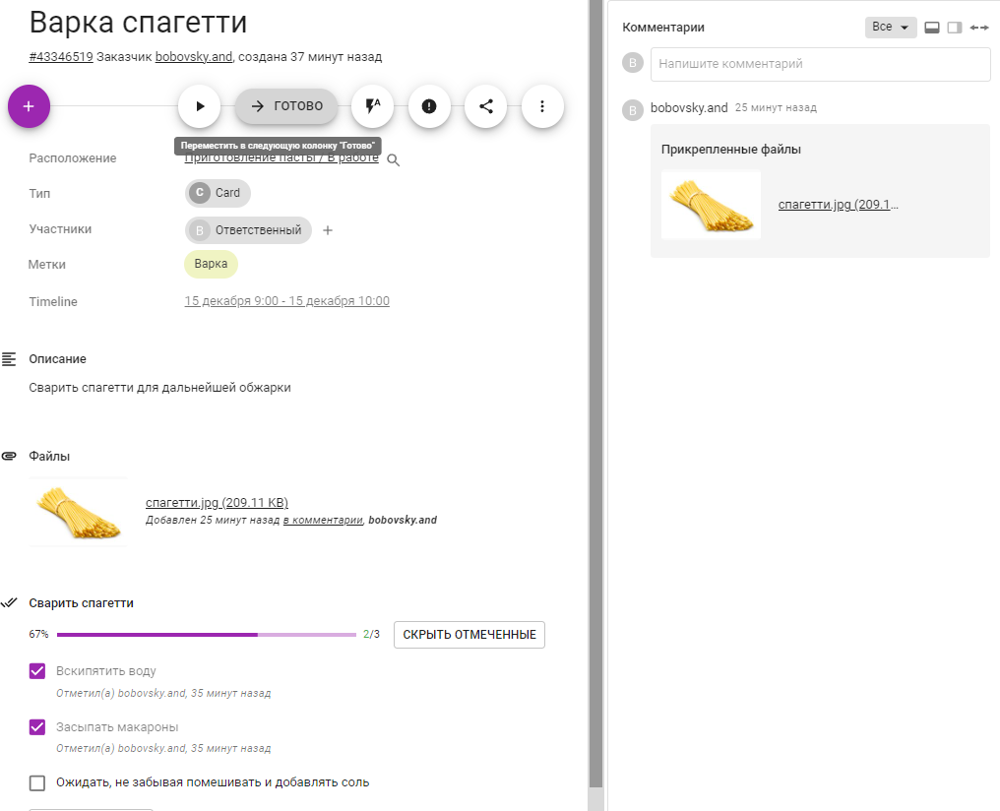 Варка спагетти
#43346519 Заказчик bobovsky.and, создана 37 минут назад
+
ГОТОВО
A
Переместить в следующую колонку "Готово"
Расположение
Приготовление пасты / В работе
Тип
C Card
Участники
B Ответственный +
Метки
Варка
Timeline
15 декабря 9:00 - 15 декабря 10:00
Описание
Сварить спагетти для дальнейшей обжарки
Файлы
спагетти.jpg (209.11 KB)
Добавлен 25 минут назад в комментарии, bobovsky.and
Сварить спагетти
67%
2/3
СКРЫТЬ ОТМЕЧЕННЫЕ
Вскипятить воду
Отметил(а) bobovsky.and, 35 минут назад
Засыпать макароны
Отметил(а) bobovsky.and, 35 минут назад
Ожидать, не забывая помешивать и добавлять соль
Комментарии
Все
B
Напишите комментарий
B
bobovsky.and 25 минут назад
Прикрепленные файлы
спагетти.jpg (209.1...